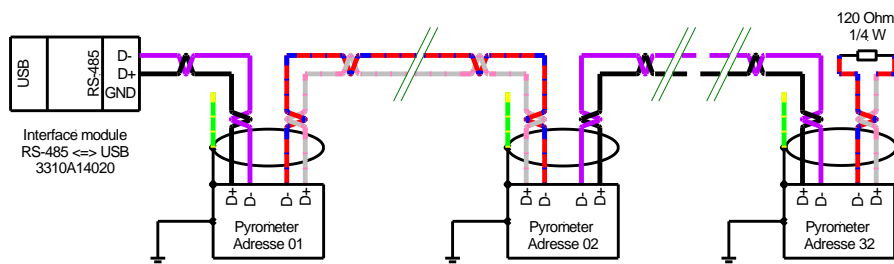 120 Ohm
1/4 W
USB
RS-485
D-
D+
GND
Interface module
RS-485 <=> USB
3310A14020
D+
D-
D-
D+
Pyrometer
Adresse 01
D+
D-
D-
D+
Pyrometer
Adresse 02
D+
D-
D-
D+
Pyrometer
Adresse 32